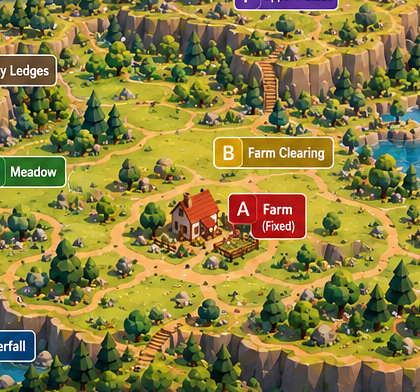 y Ledges
B Farm Clearing
Meadow
A Farm
(Fixed)
erfall